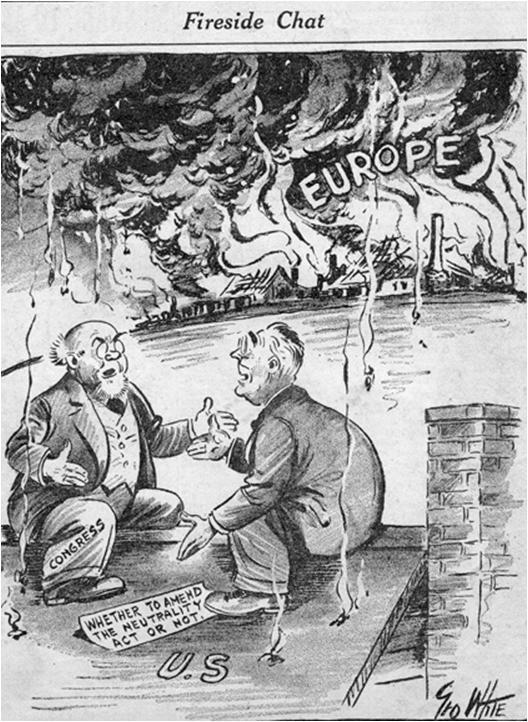 Fireside Chat
EUROPE
CONGRESS
WHETHER TO AMEND
THE NEUTRALITY
ACT OR NOT.
U.S
Geo White